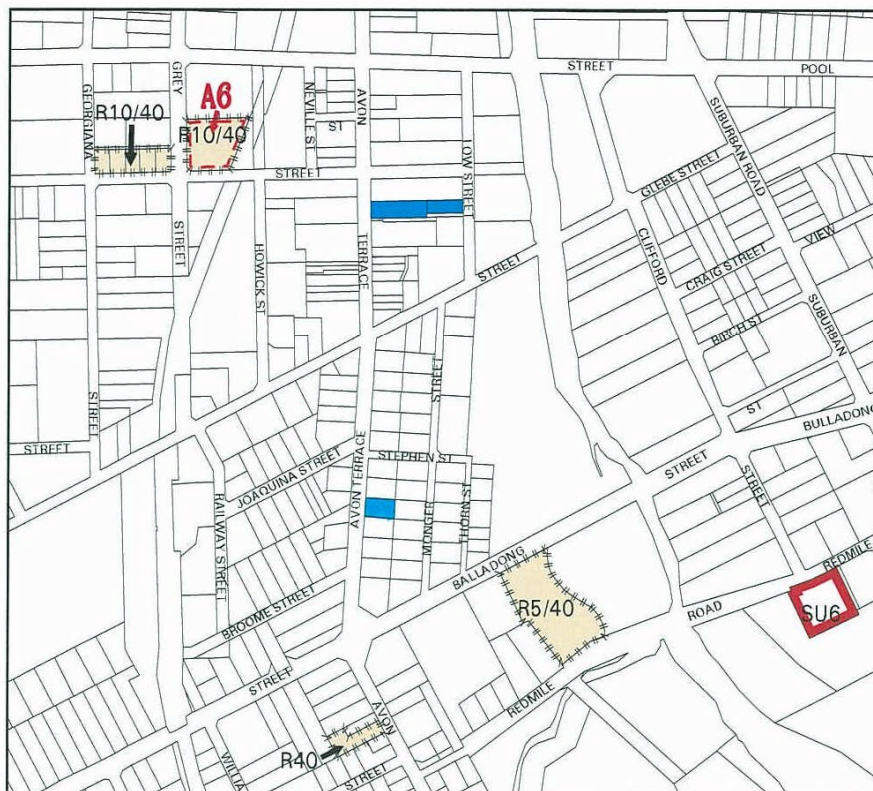 STREET
POOL
GREY
A6
R10/40
GEORGIANA
R10/40
NEVILLE S
ST
AVON
LOW STREET
STREET
SUBURBAN ROAD
GLEBE STREET
CLIFFORD
CRAIG STREET
VIEW
BIRCH ST
SUBURBAN
ST
BULLADONG
STREET
HOWICK ST
TERRACE
STREET
STREET
STREET
STREET
JOAQUINA STREET
RAILWAY STREET
AVON TERRACE
STEPHEN ST
MONGER
THORN ST
STREET
STREET
BALLADONG
REDMILE
ROAD
SU6
R5/40
BROOME STREET
STREET
AVON
REDMILE
R40
STREET
WILLIA